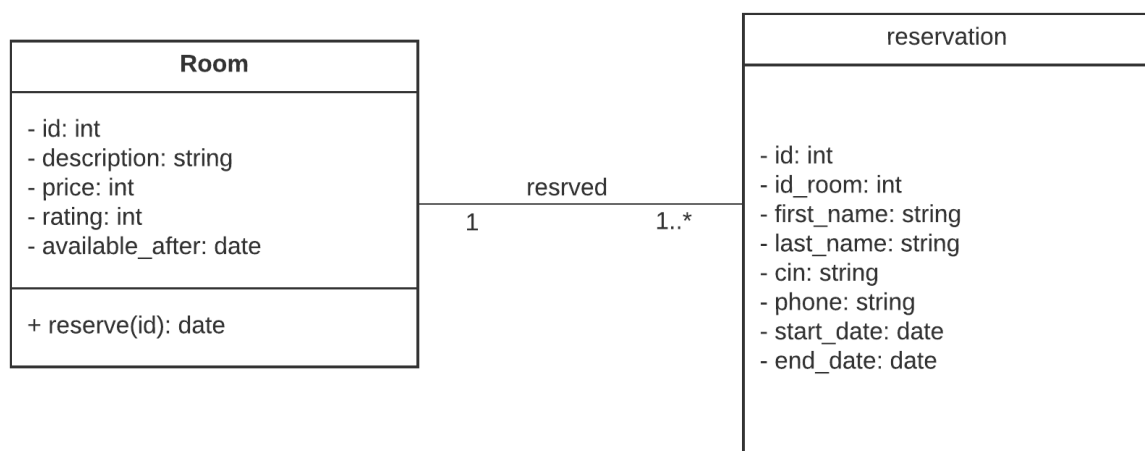 Room
- id: int
- description: string
- price: int
- rating: int
- available_after: date
+ reserve(id): date
resrved
1
1..*
reservation
- id: int
- id_room: int
- first_name: string
- last_name: string
- cin: string
- phone: string
- start_date: date
- end_date: date